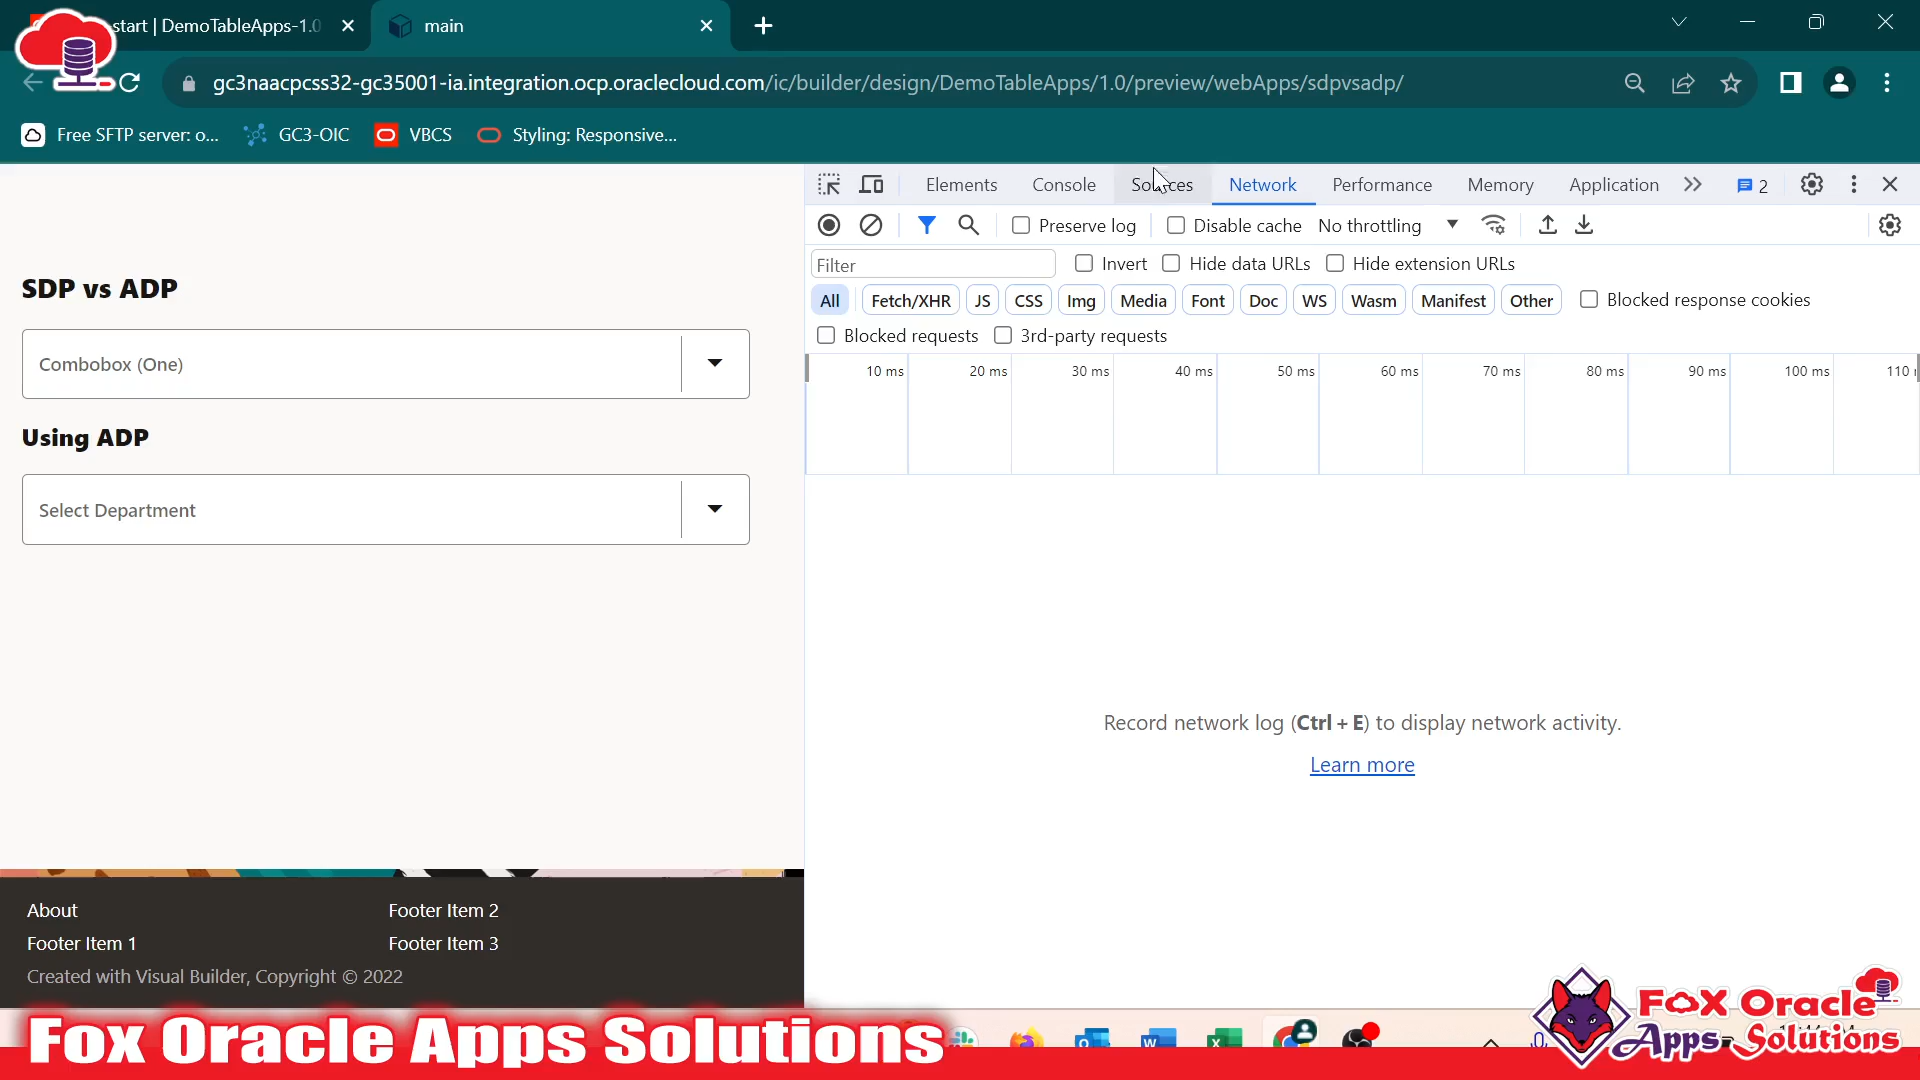 -start | DemoTableApps-1.0
main
gc3naacpcss32-gc35001-ia.integration.ocp.oraclecloud.com/ic/builder/design/DemoTableApps/1.0/preview/webApps/sdpvsadp/
Free SFTP server: o...
GC3-OIC
VBCS
Styling: Responsive...
SDP vs ADP
Combobox (One)
Using ADP
Select Department
About
Footer Item 2
Footer Item 1
Footer Item 3
Created with Visual Builder, Copyright © 2022
Elements Console Sources Network Performance Memory Application 2
Preserve log Disable cache No throttling
Filter Invert Hide data URLs Hide extension URLs
All Fetch/XHR JS CSS Img Media Font Doc WS Wasm Manifest Other Blocked response cookies
Blocked requests 3rd-party requests
10 ms 20 ms 30 ms 40 ms 50 ms 60 ms 70 ms 80 ms 90 ms 100 ms 110
Record network log (Ctrl + E) to display network activity.
Learn more
Fox Oracle Apps Solutions
Fox Oracle
Apps Solutions